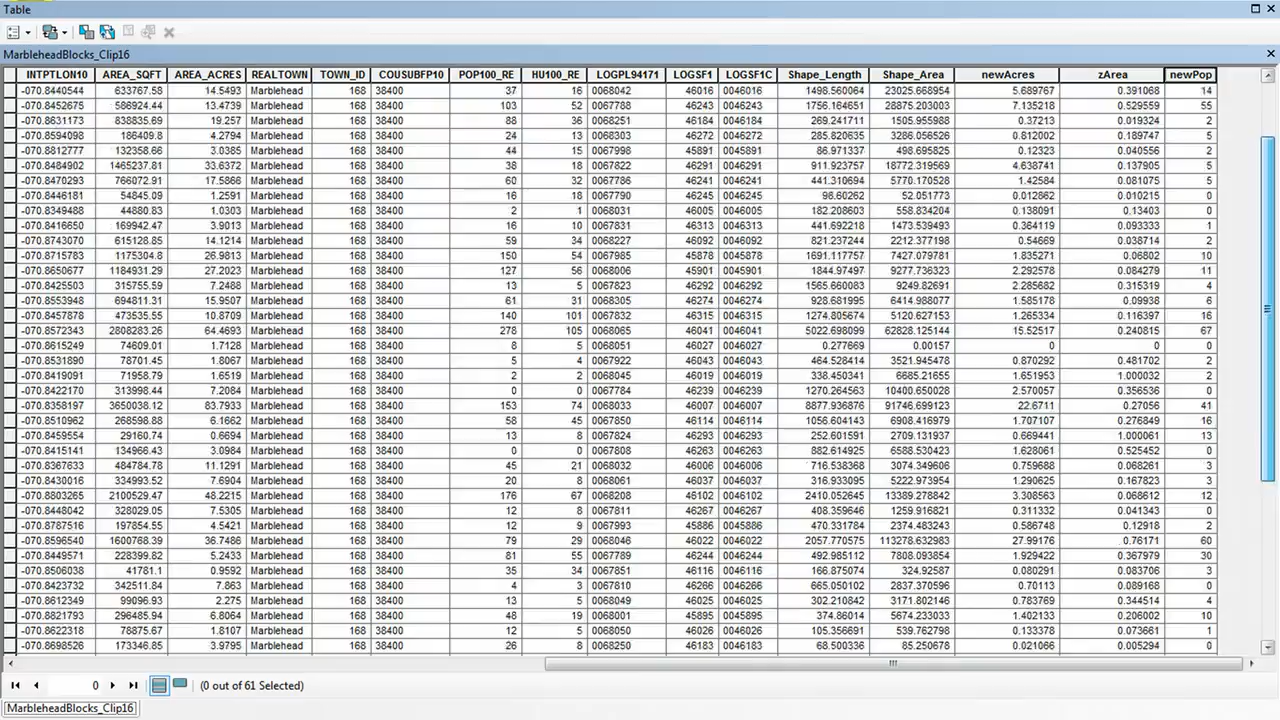 Table
MarbleheadBlocks_Clip16
INTPTLON10 AREA_SQFT AREA_ACRES REALTOWN TOWN_ID COUSUBFP10 POP100_RE HU100_RE LOGPL94171 LOGSF1 LOGSF1C Shape_Length Shape_Area newAcres zArea newPop
-070.8440544 633767.58 14.5493 Marblehead 168 38400 37 16 0068042 46016 0046016 1498.560064 23025.668954 5.689767 0.391068 14
-070.8452675 586924.44 13.4739 Marblehead 168 38400 103 52 0067788 46243 0046243 1756.164651 28875.203003 7.135218 0.529559 55
-070.8631173 838835.69 19.257 Marblehead 168 38400 88 36 0068251 46184 0046184 269.241711 1505.955988 0.37213 0.019324 2
-070.8594098 186409.8 4.2794 Marblehead 168 38400 24 13 0068303 46272 0046272 285.820635 3286.056526 0.812002 0.189747 5
-070.8812777 132358.66 3.0385 Marblehead 168 38400 44 15 0067998 45891 0045891 86.971337 498.695825 0.12323 0.040556 2
-070.8484902 1465237.81 33.6372 Marblehead 168 38400 38 18 0067822 46291 0046291 911.923757 18772.319569 4.638741 0.137905 5
-070.8470293 766072.91 17.5866 Marblehead 168 38400 60 32 0067786 46241 0046241 441.310694 5770.170528 1.42584 0.081075 5
-070.8446181 54845.09 1.2591 Marblehead 168 38400 16 18 0067790 46245 0046245 98.60262 52.051773 0.012862 0.010215 0
-070.8349488 44880.83 1.0303 Marblehead 168 38400 2 1 0068031 46005 0046005 182.208603 558.834204 0.138091 0.13403 0
-070.8416650 169942.47 3.9013 Marblehead 168 38400 16 10 0067831 46313 0046313 441.692218 1473.539493 0.364119 0.093333 1
-070.8743070 615128.85 14.1214 Marblehead 168 38400 59 34 0068227 46092 0046092 821.237244 2212.377198 0.54669 0.038714 2
-070.8715783 1175304.8 26.9813 Marblehead 168 38400 150 54 0067985 45878 0045878 1691.117757 7427.079781 1.835271 0.06802 10
-070.8650677 1184931.29 27.2023 Marblehead 168 38400 127 56 0068006 45901 0045901 1844.97497 9277.736323 2.292578 0.084279 11
-070.8425503 315755.59 7.2488 Marblehead 168 38400 13 5 0067823 46292 0046292 1565.660083 9249.82691 2.285682 0.315319 4
-070.8553948 694811.31 15.9507 Marblehead 168 38400 61 31 0068305 46274 0046274 928.681995 6414.988077 1.585178 0.09938 6
-070.8457878 473535.55 10.8709 Marblehead 168 38400 140 101 0067832 46315 0046315 1274.805674 5120.627153 1.265334 0.116397 16
-070.8572343 2808283.26 64.4693 Marblehead 168 38400 278 105 0068065 46041 0046041 5022.698099 62828.125144 15.52517 0.240815 67
-070.8615249 74609.01 1.7128 Marblehead 168 38400 8 5 0068051 46027 0046027 0.277669 0.00157 0 0 0
-070.8531890 78701.45 1.8067 Marblehead 168 38400 5 4 0067922 46043 0046043 464.528414 3521.945478 0.870292 0.481702 2
-070.8419091 71958.79 1.6519 Marblehead 168 38400 2 2 0068045 46019 0046019 338.450341 6685.21655 1.651953 1.000032 2
-070.8422170 313998.44 7.2084 Marblehead 168 38400 0 0 0067784 46239 0046239 1270.264563 10400.650028 2.570057 0.356536 0
-070.8358197 3650038.12 83.7933 Marblehead 168 38400 153 74 0068033 46007 0046007 8877.936876 91746.699123 22.6711 0.27056 41
-070.8510962 268598.88 6.1662 Marblehead 168 38400 58 45 0067850 46114 0046114 1056.604143 6908.416979 1.707107 0.276849 16
-070.8459554 29160.74 0.6694 Marblehead 168 38400 13 8 0067824 46293 0046293 252.601591 2709.131937 0.669441 1.000061 13
-070.8415141 134966.43 3.0984 Marblehead 168 38400 0 0 0067808 46263 0046263 882.614925 6588.530423 1.628061 0.525452 0
-070.8367633 484784.78 11.1291 Marblehead 168 38400 45 21 0068032 46006 0046006 716.538368 3074.349606 0.759688 0.068261 3
-070.8430016 334993.52 7.6904 Marblehead 168 38400 20 8 0068061 46037 0046037 316.933095 5222.973954 1.290625 0.167823 3
-070.8803265 2100529.47 48.2215 Marblehead 168 38400 176 67 0068208 46102 0046102 2410.052645 13389.278842 3.308563 0.068612 12
-070.8448042 328029.05 7.5305 Marblehead 168 38400 12 8 0067811 46267 0046267 408.359646 1259.916821 0.311332 0.041343 0
-070.8787516 197854.55 4.5421 Marblehead 168 38400 12 9 0067993 45886 0045886 470.331784 2374.483243 0.586748 0.12918 2
-070.8596540 1600768.39 36.7486 Marblehead 168 38400 79 29 0068046 46022 0046022 2057.770575 113278.632983 27.99176 0.76171 60
-070.8449571 228399.82 5.2433 Marblehead 168 38400 81 55 0067789 46244 0046244 492.985112 7808.093854 1.929422 0.367979 30
-070.8506038 41781.1 0.9592 Marblehead 168 38400 35 34 0067851 46116 0046116 166.875074 324.92587 0.080291 0.083706 3
-070.8423732 342511.84 7.863 Marblehead 168 38400 4 3 0067810 46266 0046266 665.050102 2837.370596 0.70113 0.089168 0
-070.8612349 99096.93 2.275 Marblehead 168 38400 13 5 0068049 46025 0046025 302.210842 3171.802146 0.783769 0.344514 4
-070.8821793 296485.94 6.8064 Marblehead 168 38400 48 19 0068001 45895 0045895 374.86014 5674.233033 1.402133 0.206002 10
-070.8622318 78875.67 1.8107 Marblehead 168 38400 12 5 0068050 46026 0046026 105.356691 539.762798 0.133378 0.073661 1
-070.8698526 173346.85 3.9795 Marblehead 168 38400 26 8 0068250 46183 0046183 68.500336 85.250678 0.021066 0.005294 0
0 (0 out of 61 Selected)
MarbleheadBlocks_Clip16